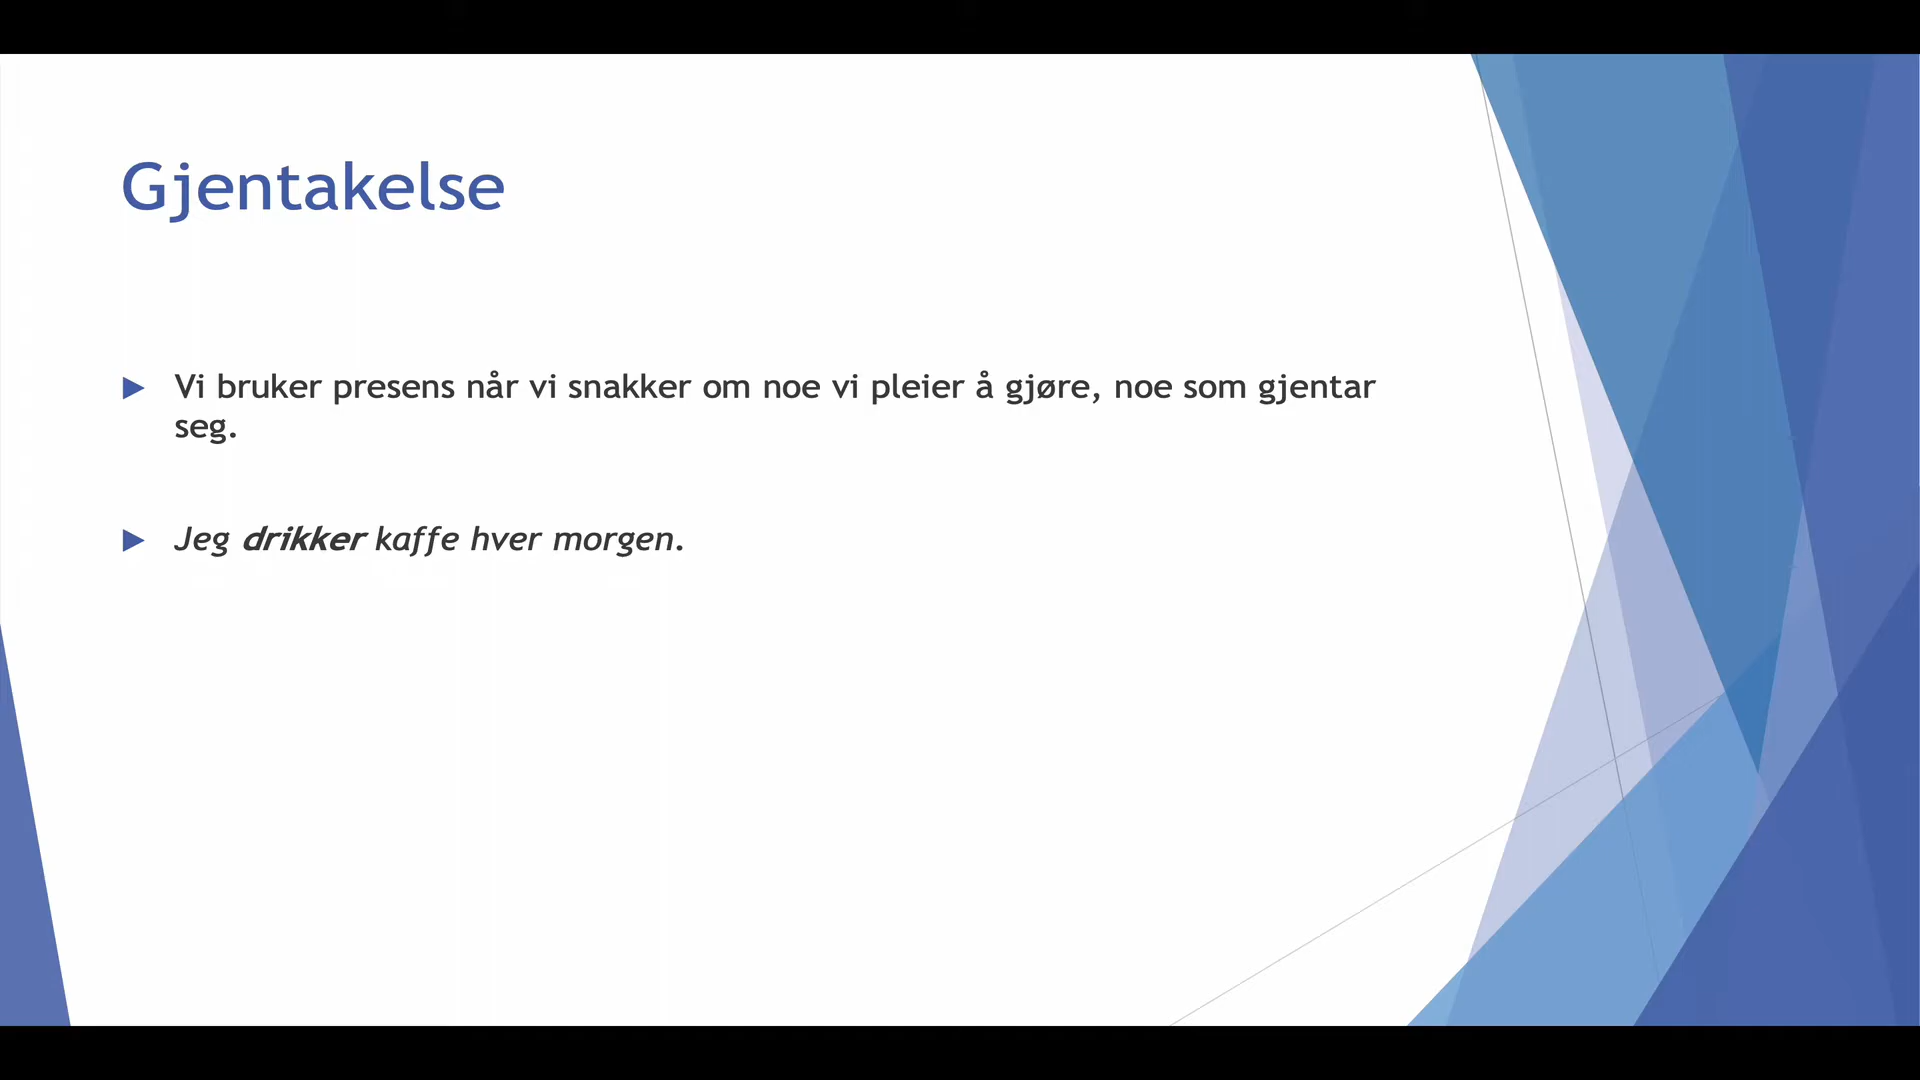 Gjentakelse
Vi bruker presens når vi snakker om noe vi pleier å gjøre, noe som gjentar
seg.
Jeg drikker kaffe hver morgen.